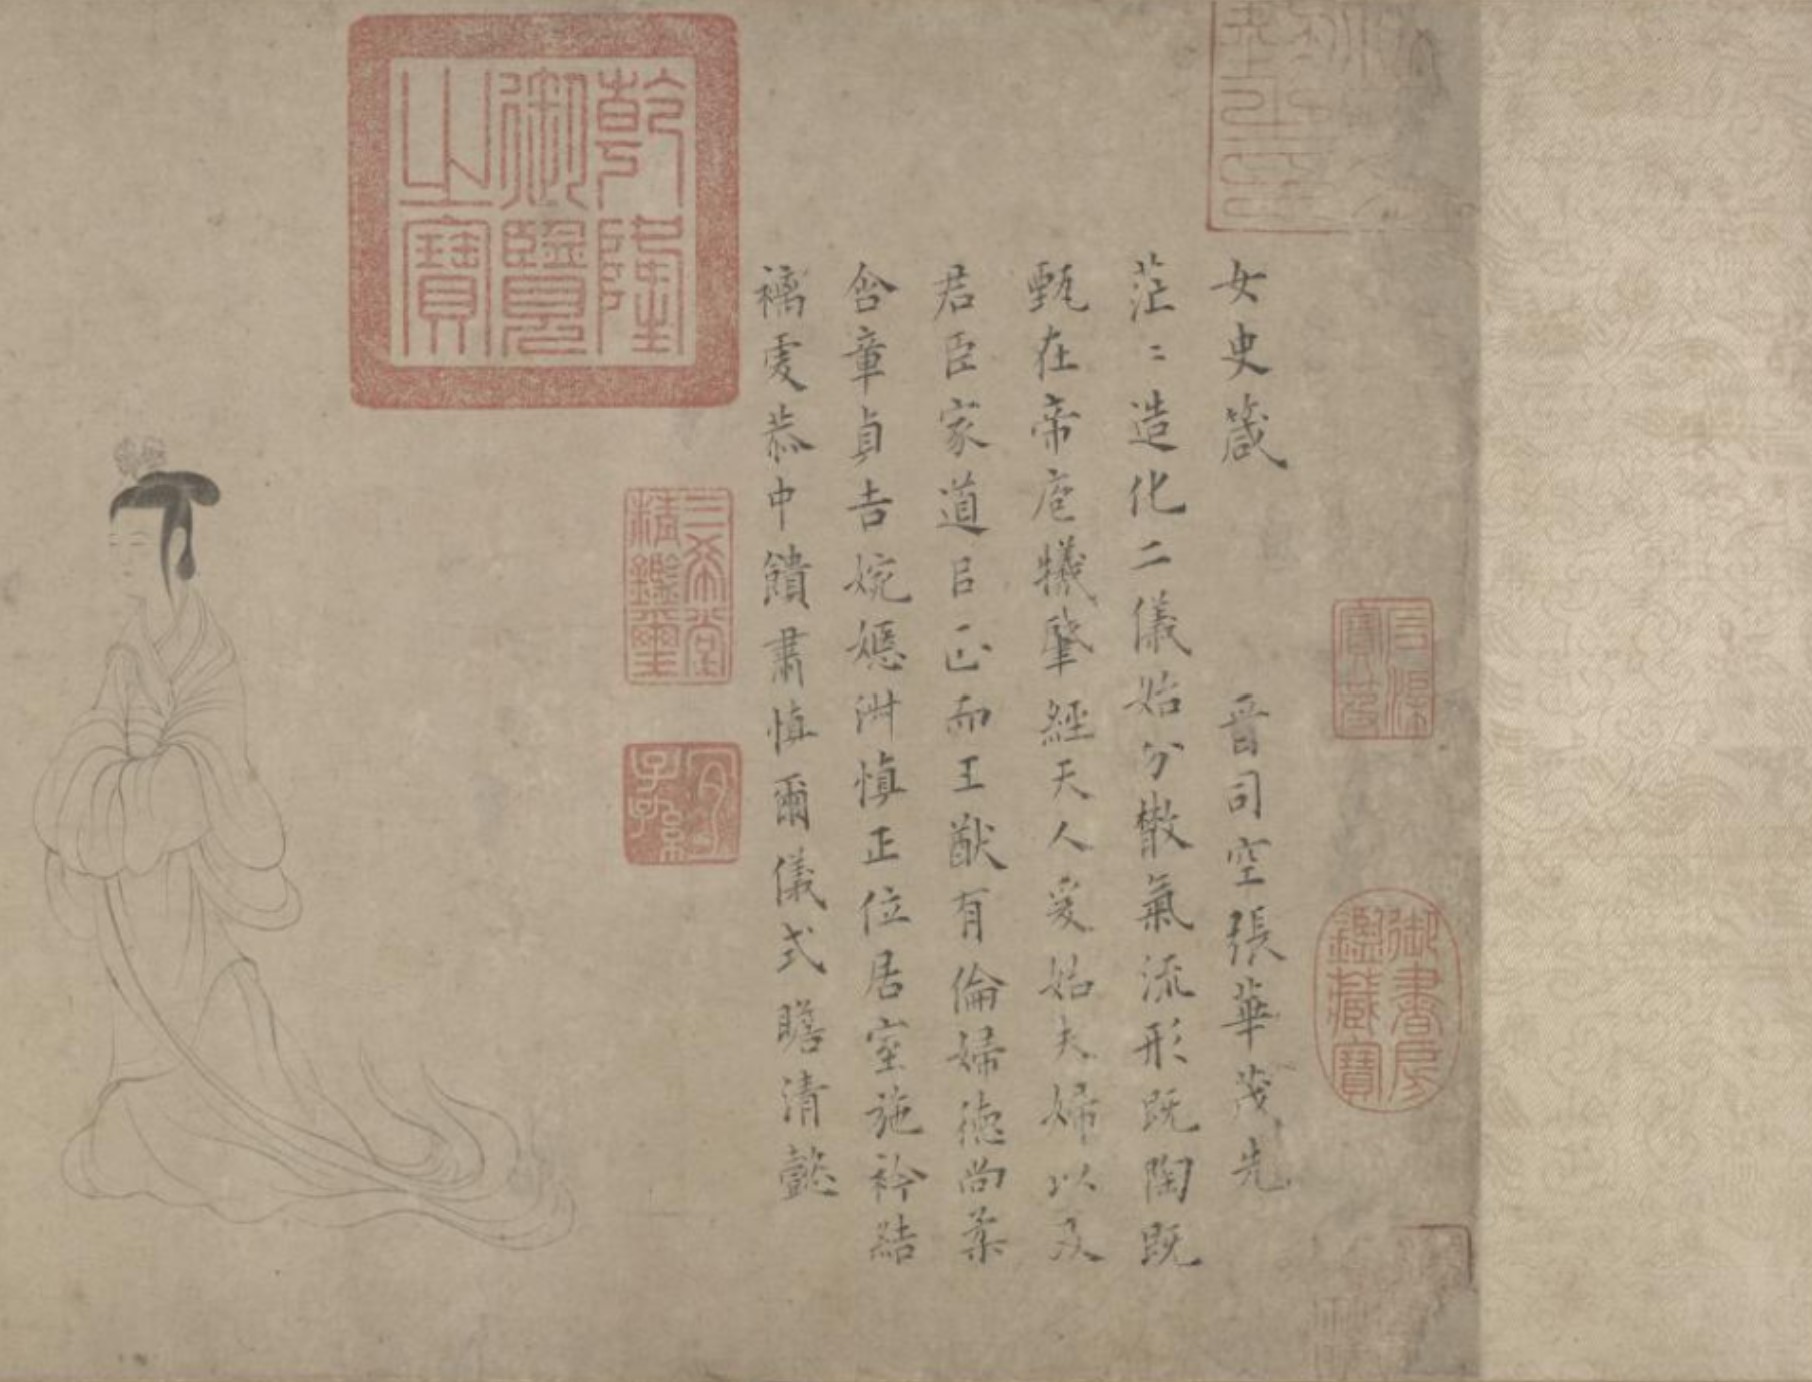 石渠寶笈
御書房鑑藏寶
女史箴 晋司空張華茂先
茫〻造化二儀始分散氣流形既陶既
甄在帝庖犧肇經天人爰始夫婦以及
君臣家道㠯正而王猷有倫婦德尚柔
含章貞吉婉嫕淑慎正位居室施衿結
褵虔恭中饋肅慎爾儀式瞻清懿
乾隆御覽之寶
三希堂精鑑璽
宜子孫